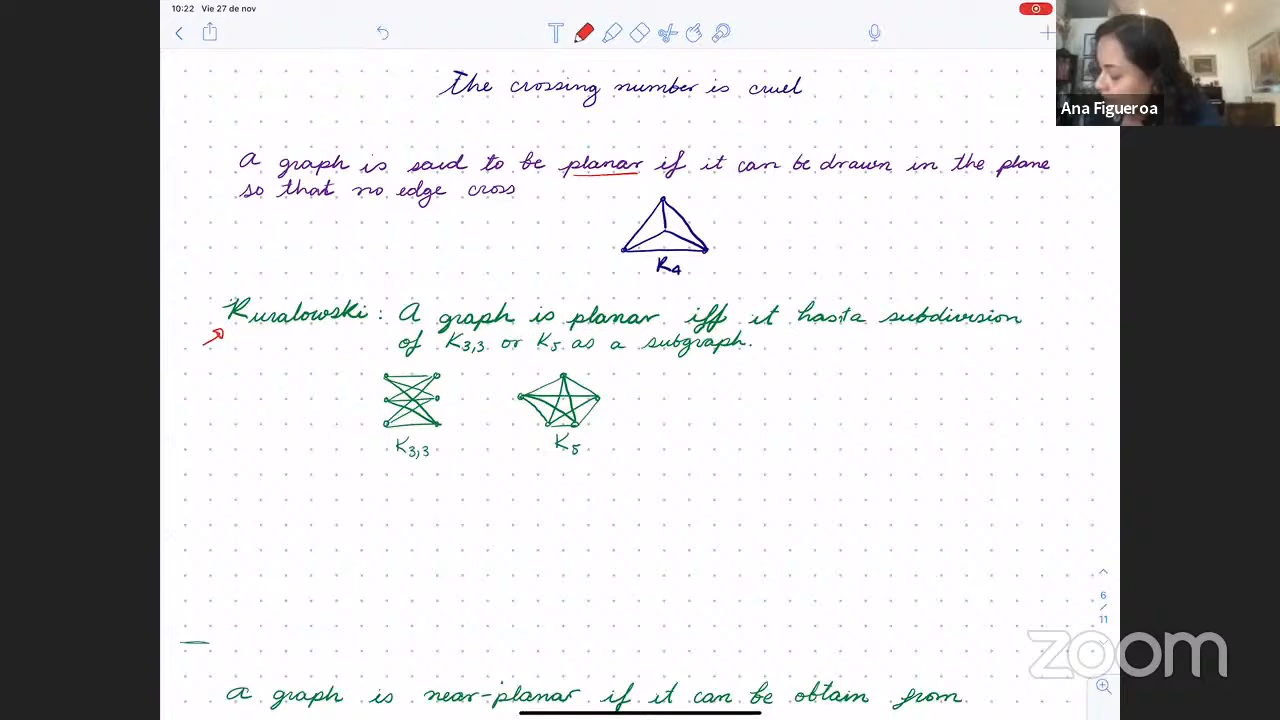 10:22 Vie 27 de nov
The crossing number is cruel
Ana Figueroa
A graph is said to be planar if it can be drawn in the plane
so that no edge cross
K4
Kuratowski: A graph is planar iff it hasn't a subdivision
of K3,3 or K5 as a subgraph.
K3,3
K5
6
/
11
zoom
A graph is near-planar if it can be obtain from